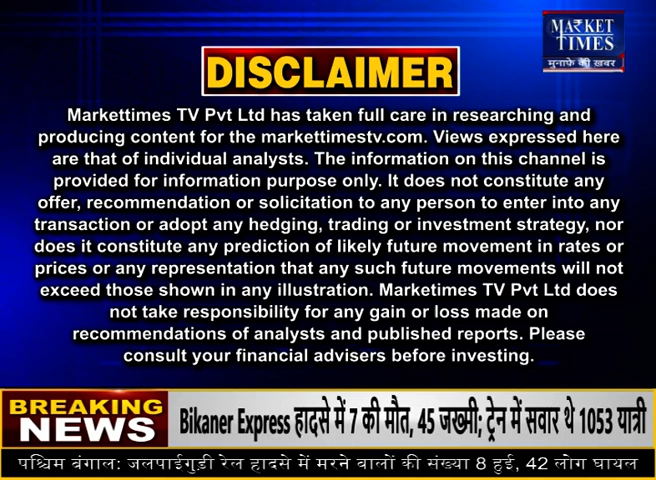 MARKET
TIMES
मुनाफे की ख़बर
DISCLAIMER
Markettimes TV Pvt Ltd has taken full care in researching and
producing content for the markettimestv.com. Views expressed here
are that of individual analysts. The information on this channel is
provided for information purpose only. It does not constitute any
offer, recommendation or solicitation to any person to enter into any
transaction or adopt any hedging, trading or investment strategy, nor
does it constitute any prediction of likely future movement in rates or
prices or any representation that any such future movements will not
exceed those shown in any illustration. Marketimes TV Pvt Ltd does
not take responsibility for any gain or loss made on
recommendations of analysts and published reports. Please
consult your financial advisers before investing.
BREAKING
NEWS
Bikaner Express हादसे में 7 की मौत, 45 जख्मी; ट्रेन में सवार थे 1053 यात्री
पश्चिम बंगाल: जलपाईगुड़ी रेल हादसे में मरने वालों की संख्या 8 हुई, 42 लोग घायल